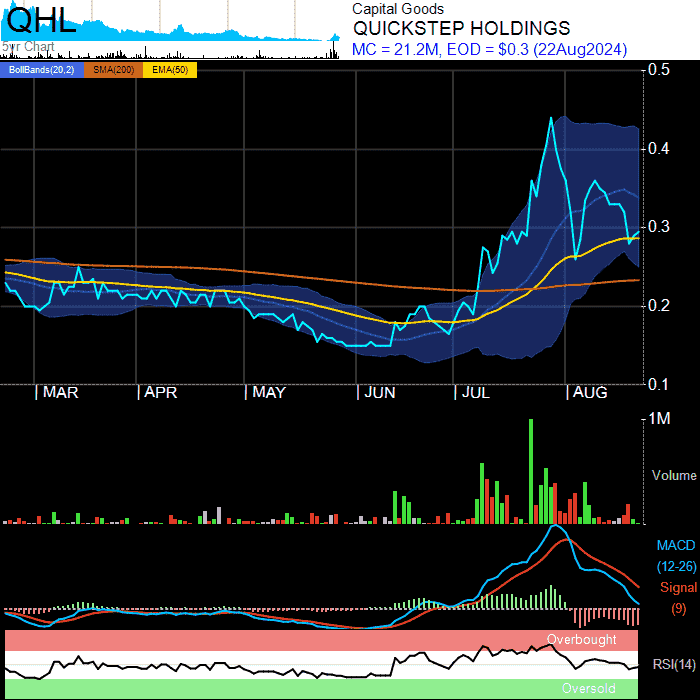 QHL
5yr Chart
Capital Goods
QUICKSTEP HOLDINGS
MC = 21.2M, EOD = $0.3 (22Aug2024)
BollBands(20,2) SMA(200) EMA(50)
0.5
0.4
0.3
0.2
0.1
MAR APR MAY JUN JUL AUG
1M
Volume
MACD
(12-26)
Signal
(9)
Overbought
RSI(14)
Oversold